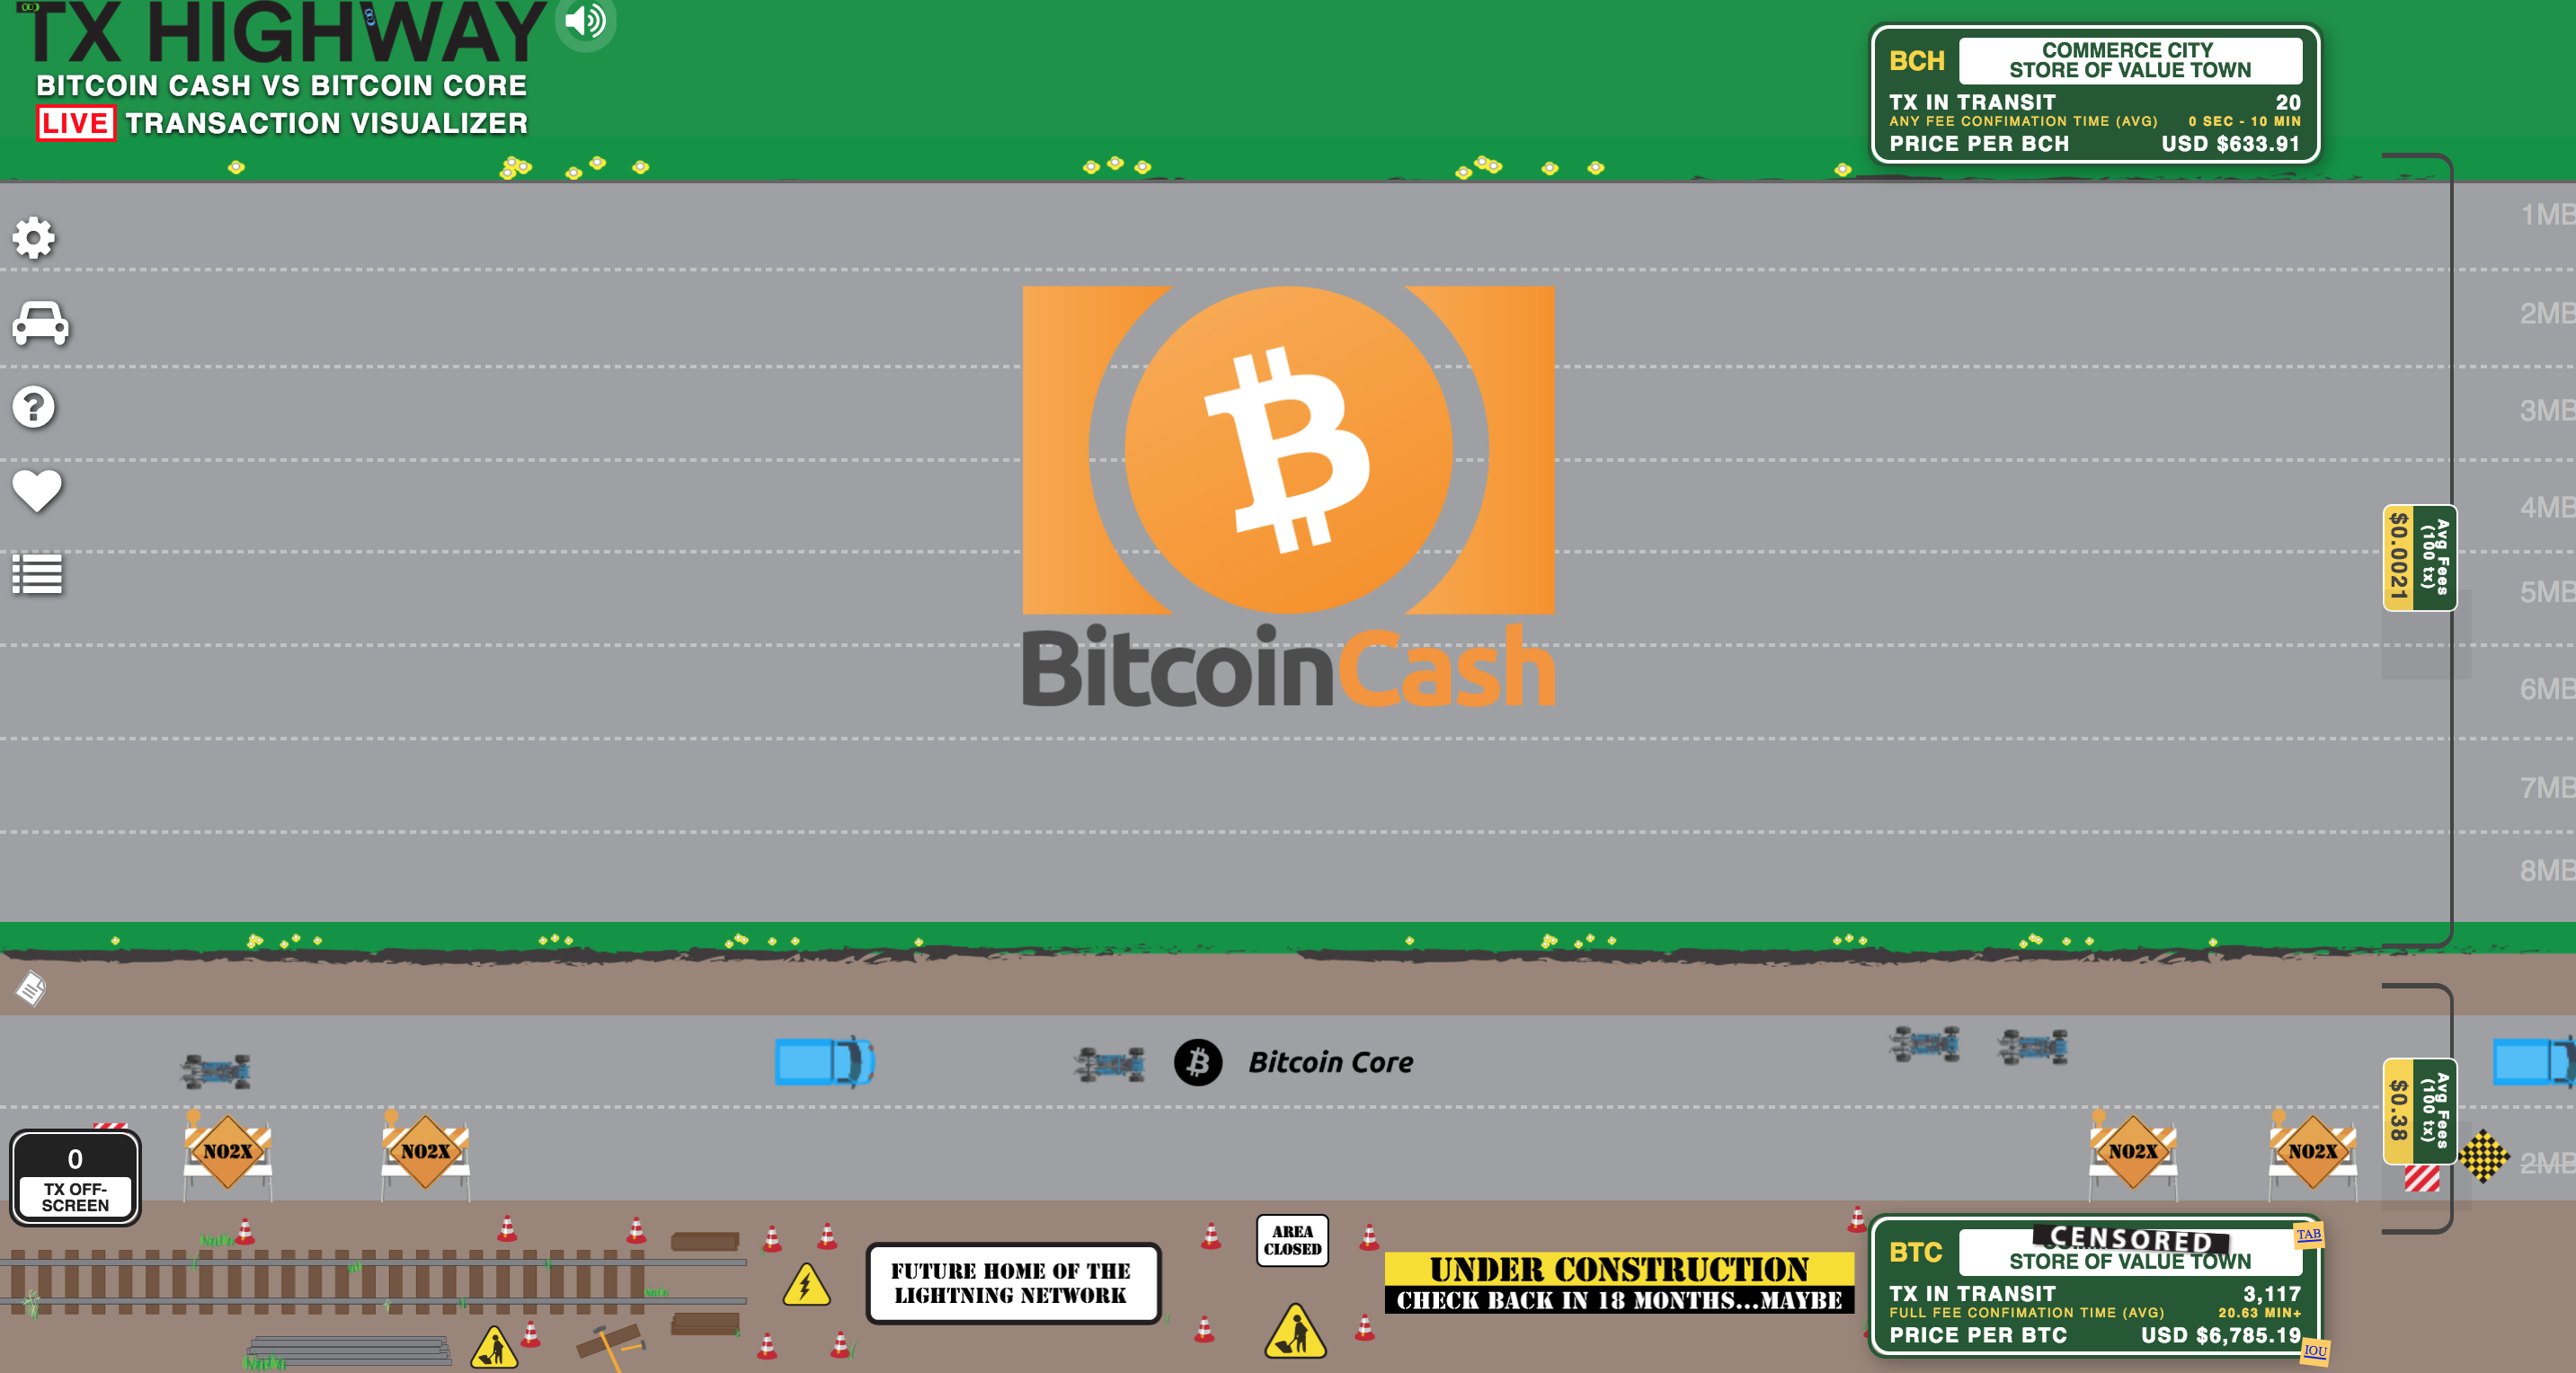 TX HIGHWAY
BITCOIN CASH VS BITCOIN CORE
LIVE TRANSACTION VISUALIZER
BCH
COMMERCE CITY
STORE OF VALUE TOWN
TX IN TRANSIT 20
ANY FEE CONFIMATION TIME (AVG) 0 SEC - 10 MIN
PRICE PER BCH USD $633.91
1MB
2MB
3MB
4MB
5MB
6MB
7MB
8MB
Avg Fees
(100 tx)
$0.0021
BitcoinCash
Bitcoin Core
Avg Fees
(100 tx)
$0.38
NO2X
NO2X
NO2X
NO2X
2MB
0
TX OFF-
SCREEN
AREA
CLOSED
FUTURE HOME OF THE
LIGHTNING NETWORK
UNDER CONSTRUCTION
CHECK BACK IN 18 MONTHS...MAYBE
BTC
CENSORED
STORE OF VALUE TOWN
TAB
TX IN TRANSIT 3,117
FULL FEE CONFIMATION TIME (AVG) 20.63 MIN+
PRICE PER BTC USD $6,785.19
IOU